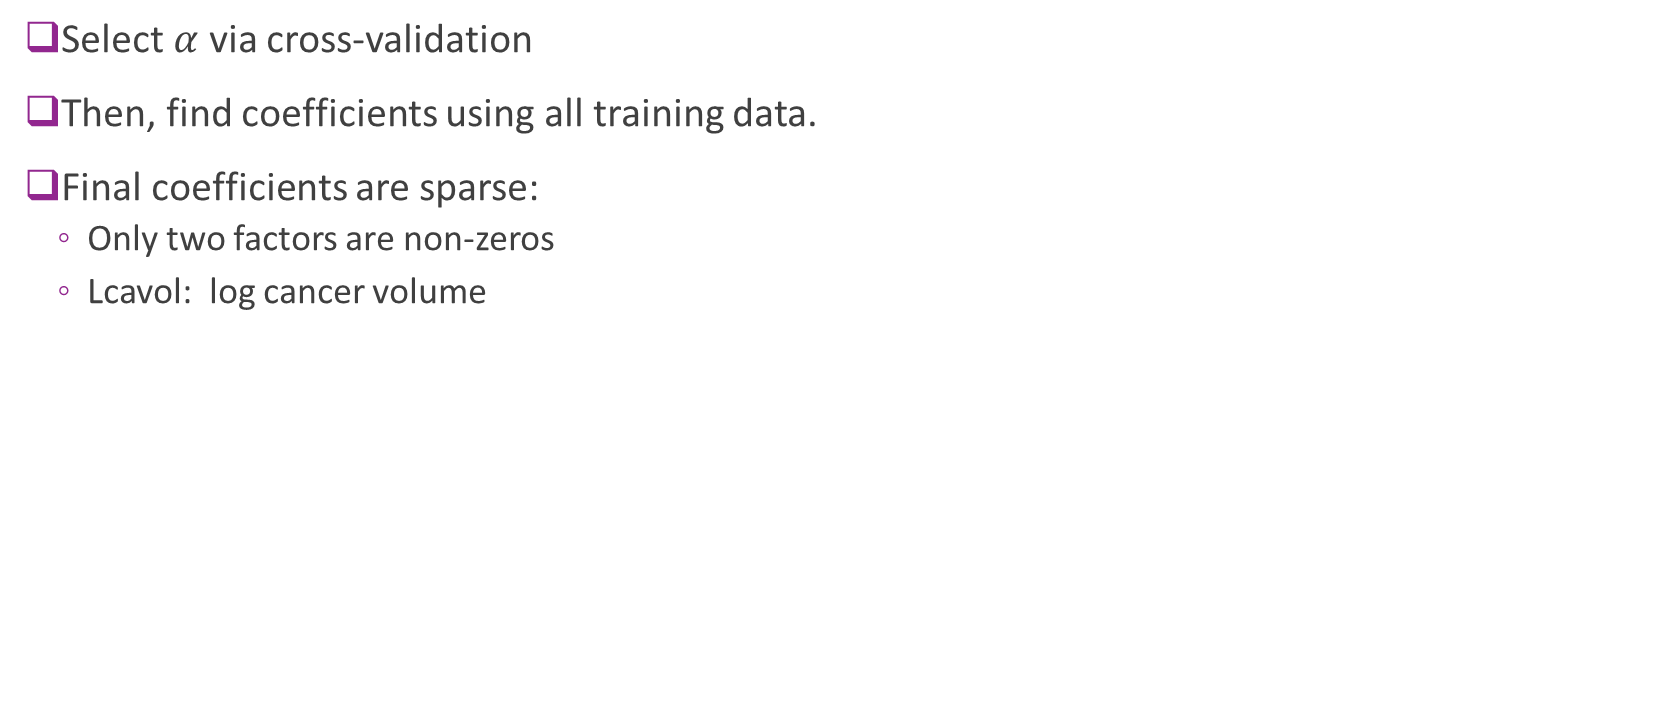 ❑Select α via cross-validation
❑Then, find coefficients using all training data.
❑Final coefficients are sparse:
◦ Only two factors are non-zeros
◦ Lcavol: log cancer volume